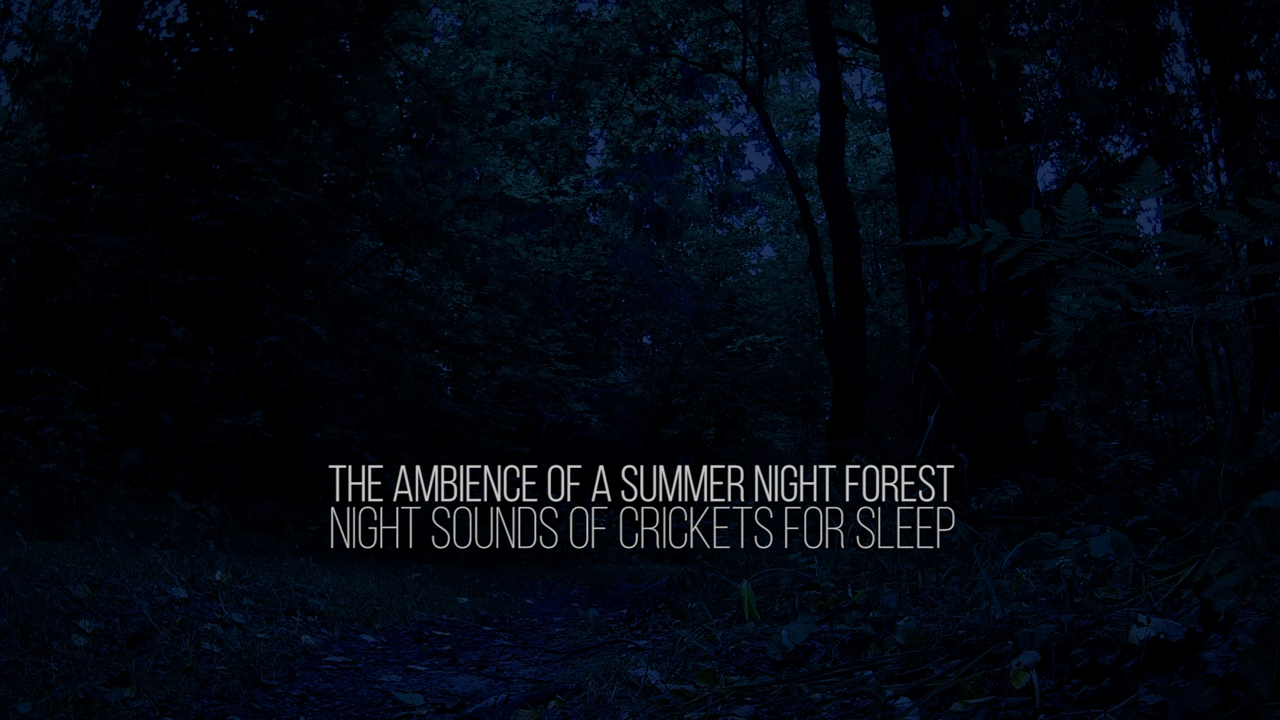 THE AMBIENCE OF A SUMMER NIGHT FOREST
NIGHT SOUNDS OF CRICKETS FOR SLEEP